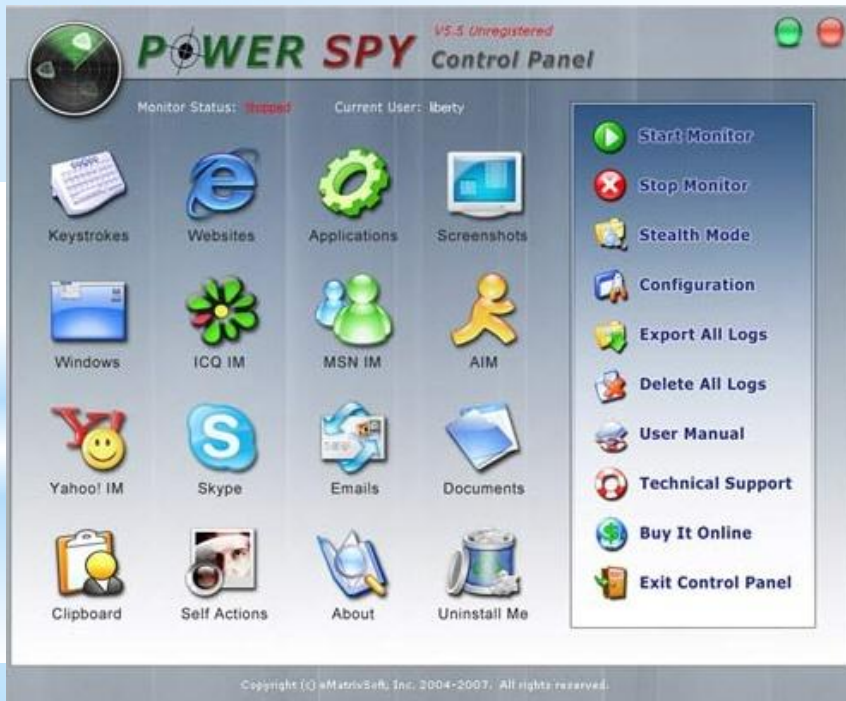 POWER SPY
V5.5 Unregistered
Control Panel
Monitor Status: Stopped Current User: liberty
Keystrokes Websites Applications Screenshots
Windows ICQ IM MSN IM AIM
Yahoo! IM Skype Emails Documents
Clipboard Self Actions About Uninstall Me
Start Monitor
Stop Monitor
Stealth Mode
Configuration
Export All Logs
Delete All Logs
User Manual
Technical Support
Buy It Online
Exit Control Panel
Copyright (c) eMatrixSoft, Inc. 2004-2007. All rights reserved.